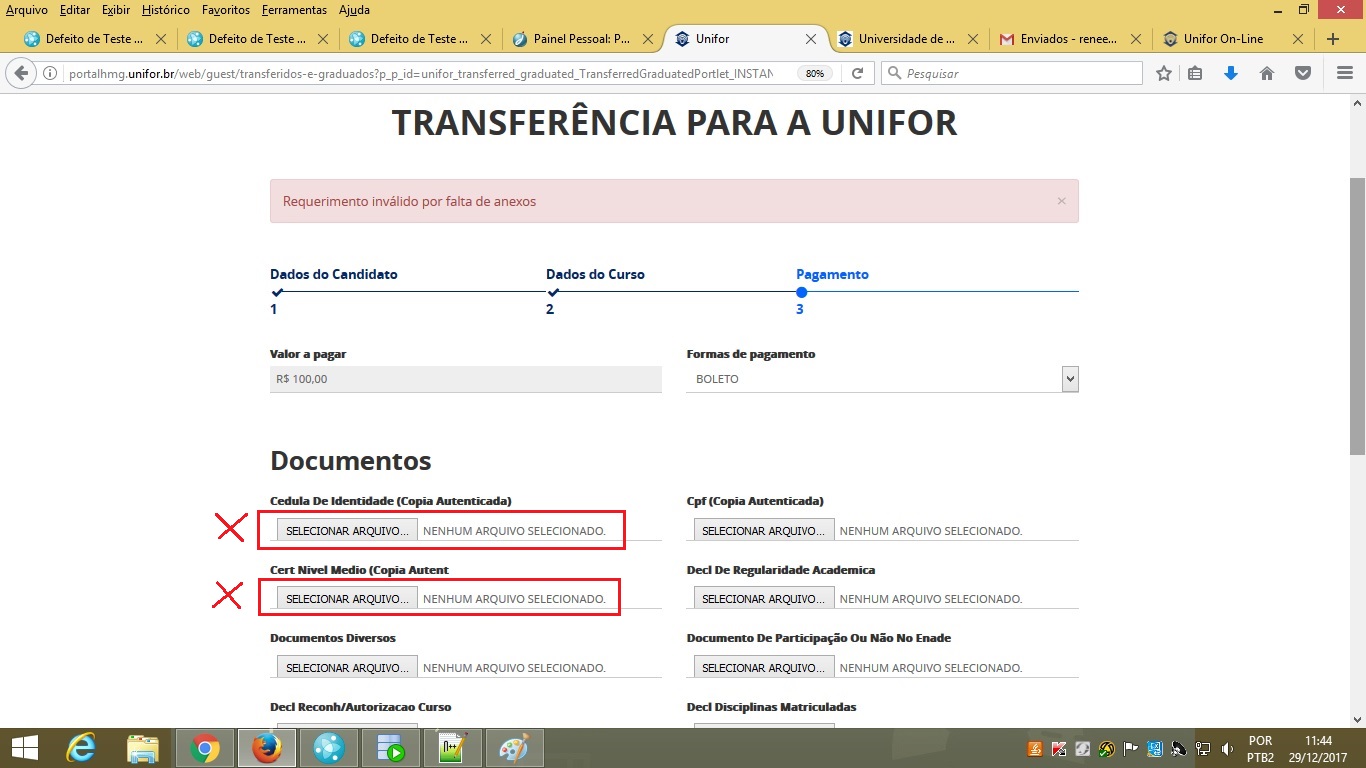 Arquivo Editar Exibir Histórico Favoritos Ferramentas Ajuda
Defeito de Teste ... Defeito de Teste ... Defeito de Teste ... Painel Pessoal: P... Unifor Universidade de ... Enviados - renee... Unifor On-Line
portalhmg.unifor.br/web/guest/transferidos-e-graduados?p_p_id=unifor_transferred_graduated_TransferredGraduatedPortlet_INSTAN 80% Pesquisar
TRANSFERÊNCIA PARA A UNIFOR
Requerimento inválido por falta de anexos ×
Dados do Candidato Dados do Curso Pagamento
1 2 3
Valor a pagar Formas de pagamento
R$ 100,00 BOLETO
Documentos
Cedula De Identidade (Copia Autenticada) Cpf (Copia Autenticada)
SELECIONAR ARQUIVO... NENHUM ARQUIVO SELECIONADO. SELECIONAR ARQUIVO... NENHUM ARQUIVO SELECIONADO.
Cert Nivel Medio (Copia Autent Decl De Regularidade Academica
SELECIONAR ARQUIVO... NENHUM ARQUIVO SELECIONADO. SELECIONAR ARQUIVO... NENHUM ARQUIVO SELECIONADO.
Documentos Diversos Documento De Participação Ou Não No Enade
SELECIONAR ARQUIVO... NENHUM ARQUIVO SELECIONADO. SELECIONAR ARQUIVO... NENHUM ARQUIVO SELECIONADO.
Decl Reconh/Autorizacao Curso Decl Disciplinas Matriculadas
POR 11:44
PTB2 29/12/2017